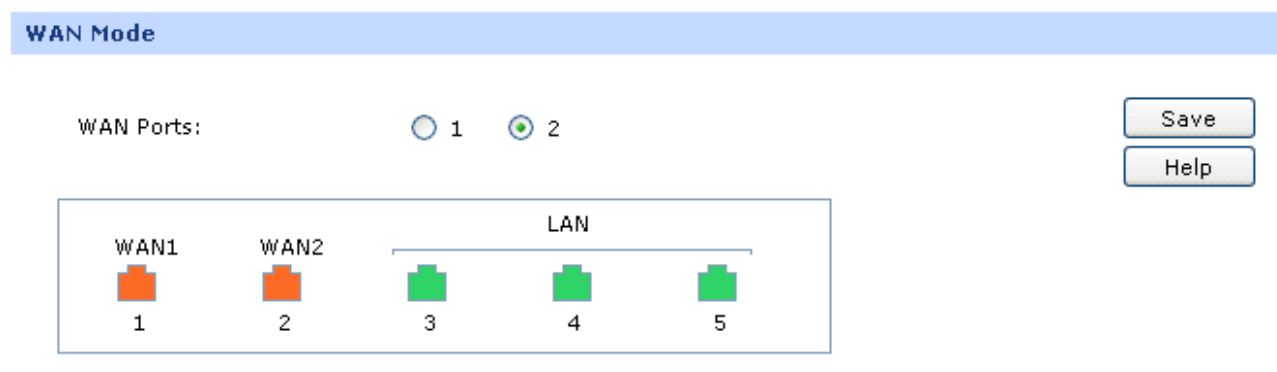 WAN Mode
WAN Ports: 1 2
Save
Help
LAN
WAN1 WAN2
1 2 3 4 5